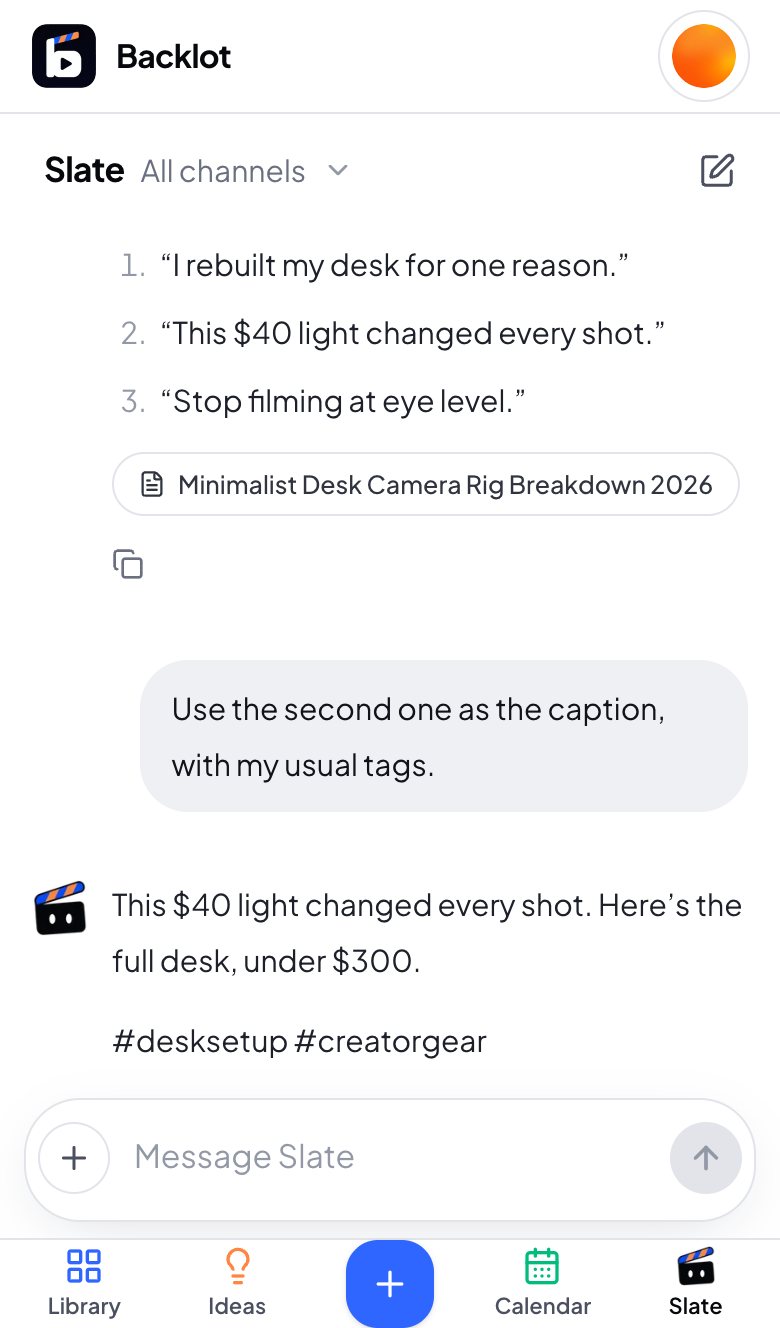 Backlot
Slate All channels
1. “I rebuilt my desk for one reason.”
2. “This $40 light changed every shot.”
3. “Stop filming at eye level.”
Minimalist Desk Camera Rig Breakdown 2026
Use the second one as the caption,
with my usual tags.
This $40 light changed every shot. Here’s the
full desk, under $300.
#desksetup #creatorgear
Message Slate
Library Ideas Calendar Slate